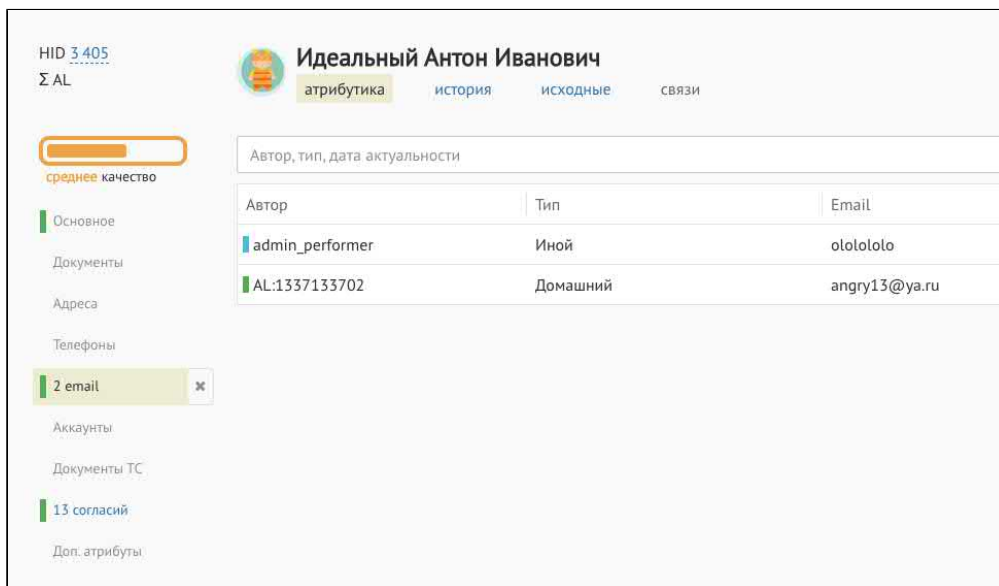 HID 3 405
Σ AL
Идеальный Антон Иванович
атрибутика история исходные связи
среднее качество
Основное
Документы
Адреса
Телефоны
2 email ✖
Аккаунты
Документы ТС
13 согласий
Доп. атрибуты
Автор, тип, дата актуальности
Автор Тип Email
admin_performer Иной olololo​lo
AL:1337133702 Домашний angry13@ya.ru